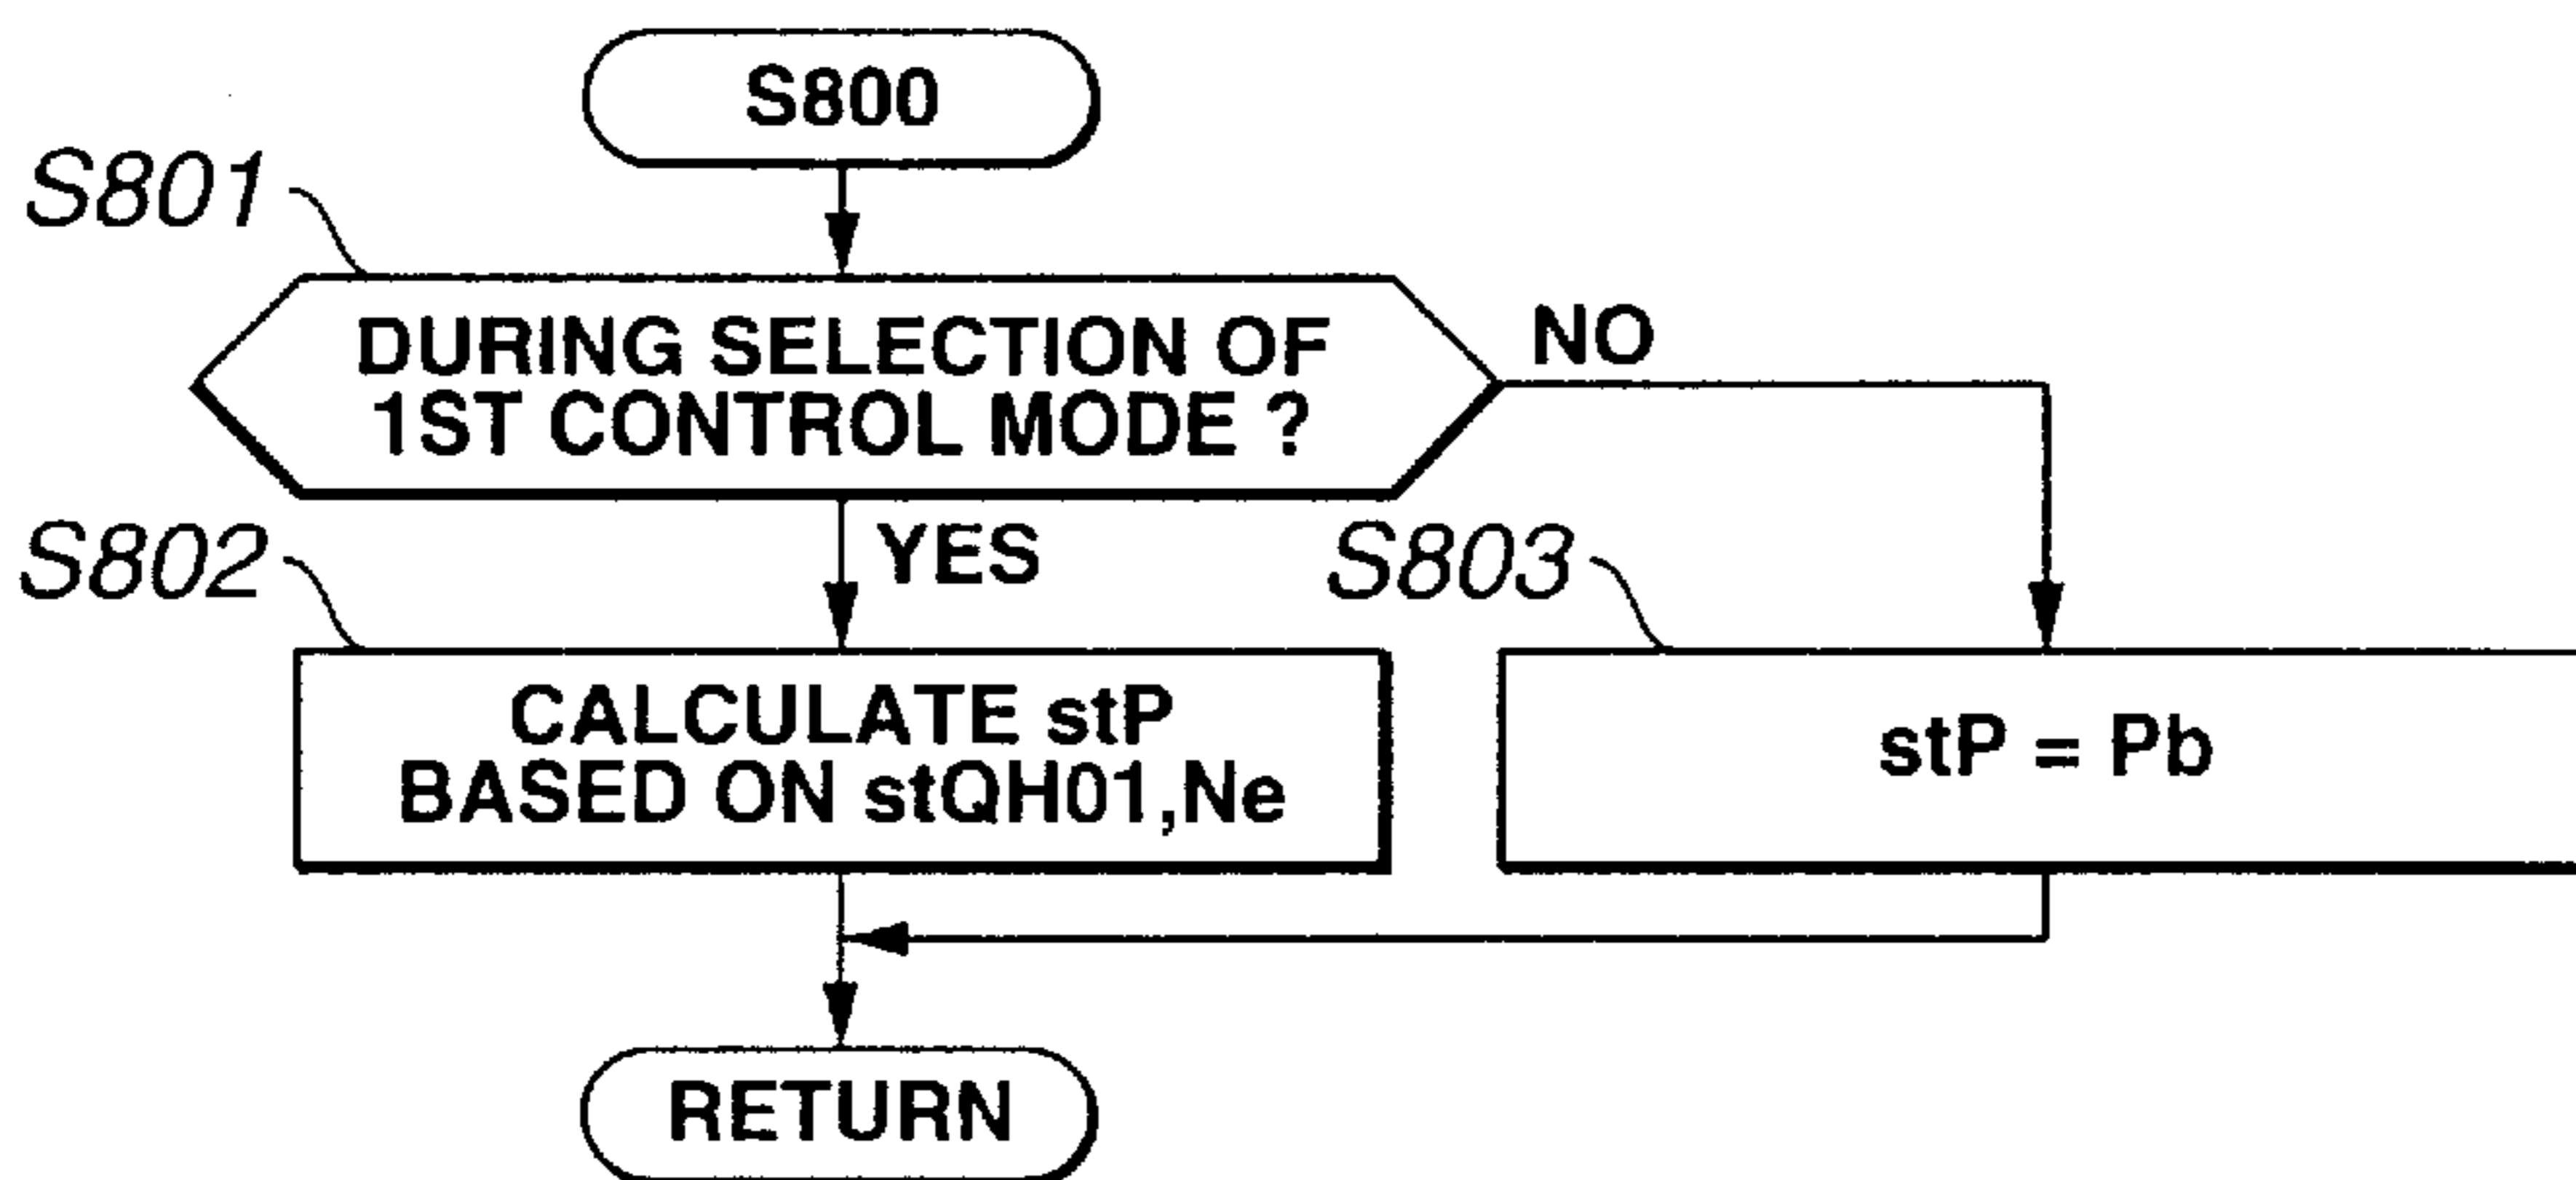 S800
S801
DURING SELECTION OF
1ST CONTROL MODE ?
NO
YES
S802
CALCULATE stP
BASED ON stQH01,Ne
S803
stP = Pb
RETURN